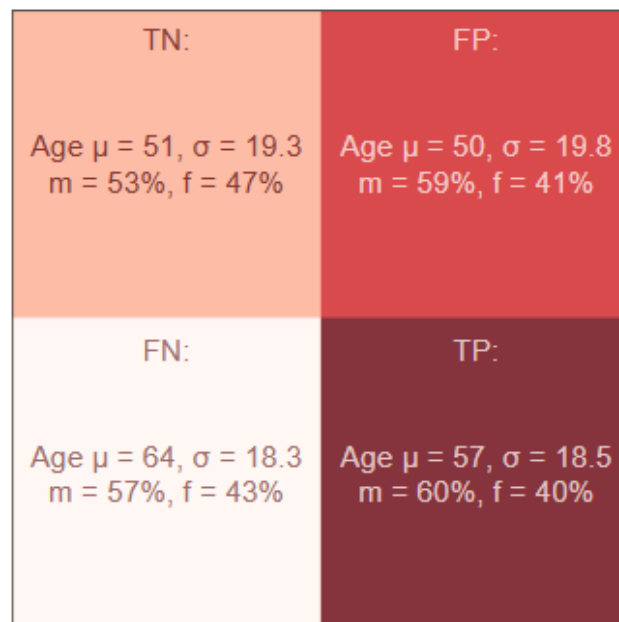 TN:
Age μ = 51, σ = 19.3
m = 53%, f = 47%
FP:
Age μ = 50, σ = 19.8
m = 59%, f = 41%
FN:
Age μ = 64, σ = 18.3
m = 57%, f = 43%
TP:
Age μ = 57, σ = 18.5
m = 60%, f = 40%